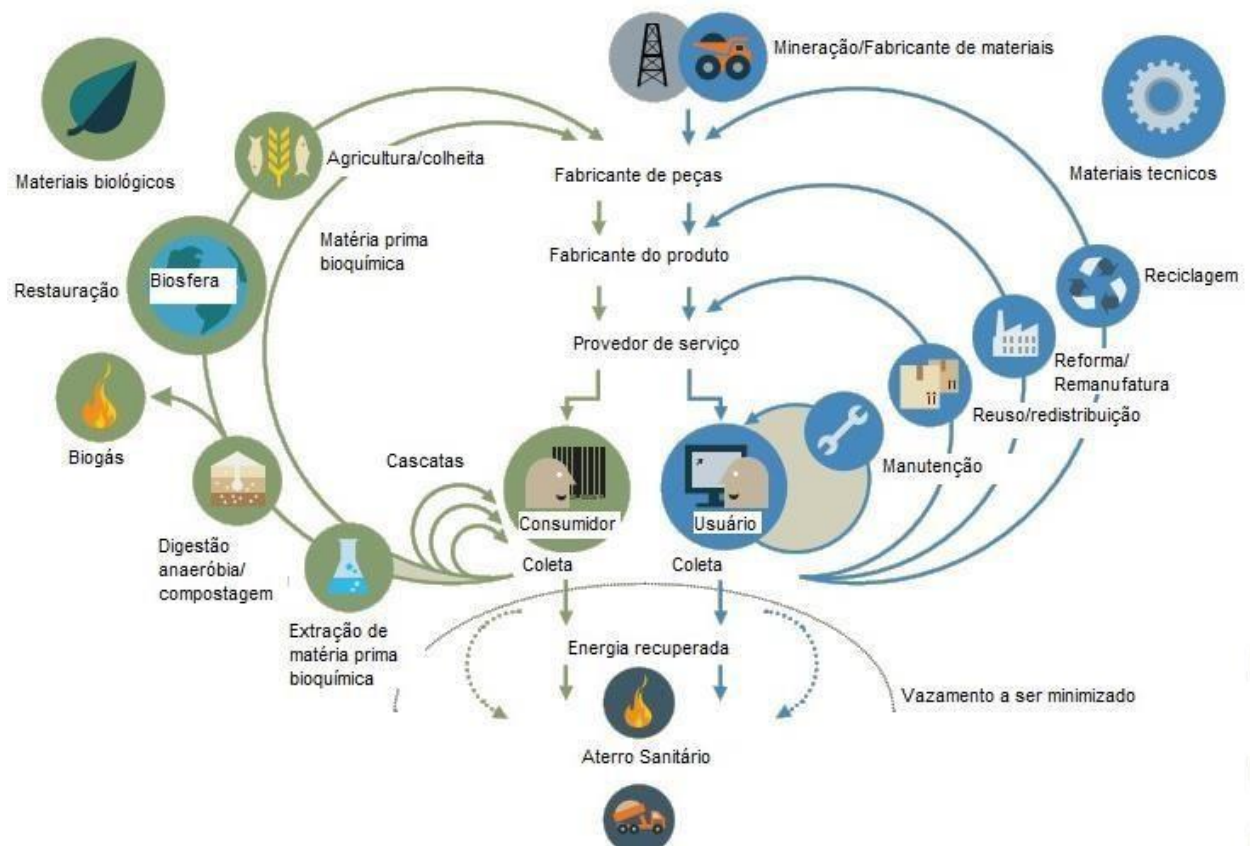 Mineração/Fabricante de materiais
Materiais biológicos
Agricultura/colheita
Fabricante de peças
Materiais tecnicos
Matéria prima
bioquímica
Fabricante do produto
Restauração
Biosfera
Reciclagem
Provedor de serviço
Reforma/
Remanufatura
Reuso/redistribuição
Biogás
Cascatas
Manutenção
Consumidor
Usuário
Digestão
anaeróbia/
compostagem
Coleta
Coleta
Extração de
matéria prima
bioquímica
Energia recuperada
Vazamento a ser minimizado
Aterro Sanitário